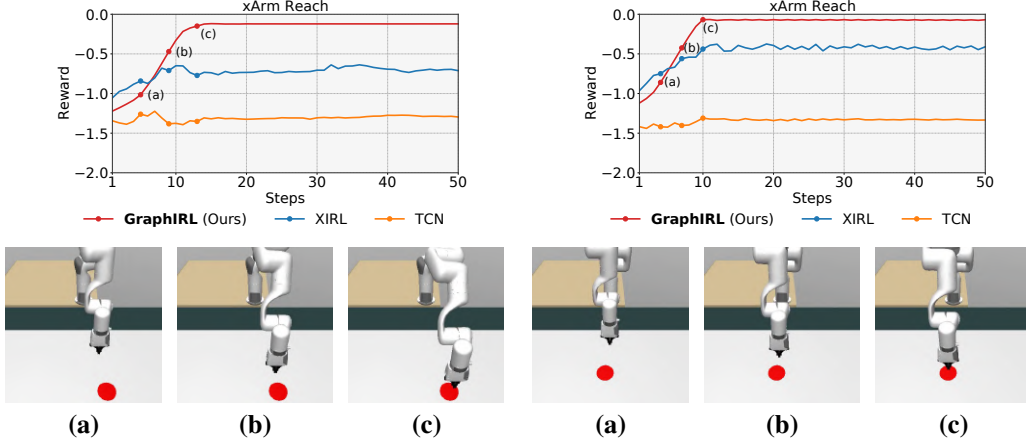 xArm Reach
0.0
−0.5
−1.0
−1.5
−2.0
Reward
(a)
(b)
(c)
1
10
20
30
40
50
Steps
GraphIRL (Ours)
XIRL
TCN
(a)
(b)
(c)
xArm Reach
0.0
−0.5
−1.0
−1.5
−2.0
Reward
(a)
(b)
(c)
1
10
20
30
40
50
Steps
GraphIRL (Ours)
XIRL
TCN
(a)
(b)
(c)